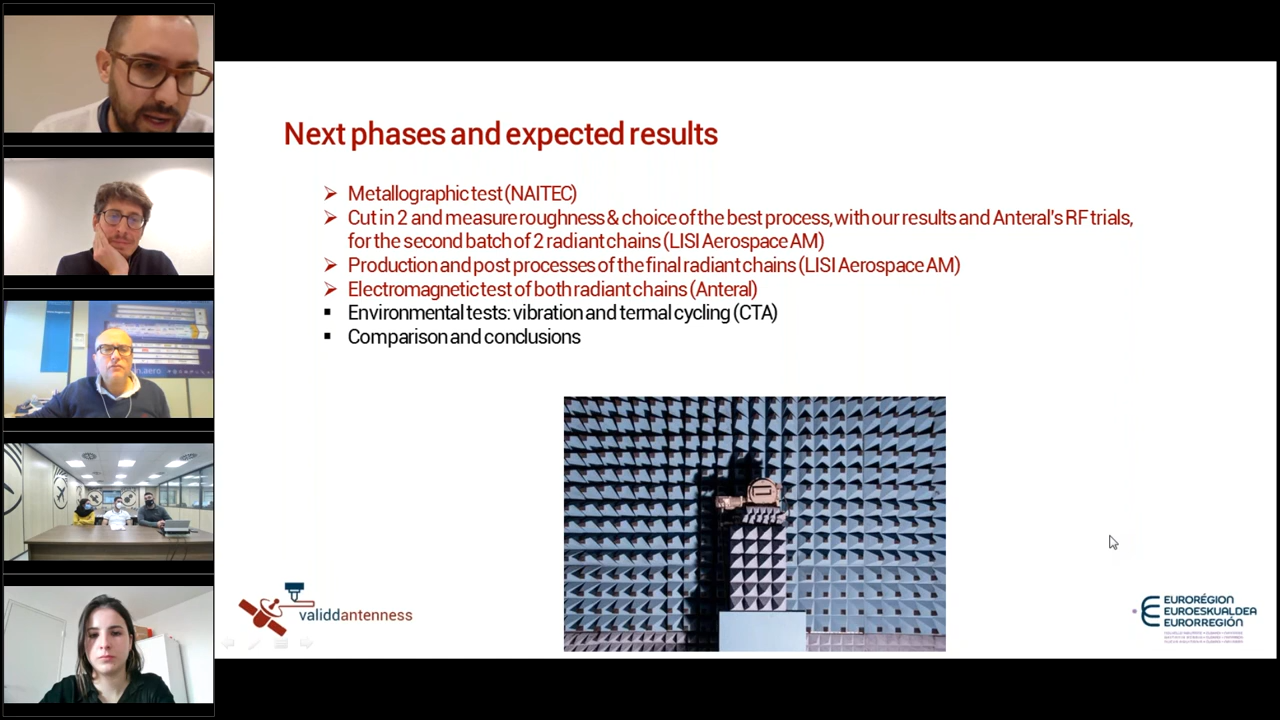 Next phases and expected results
Metallographic test (NAITEC)
Cut in 2 and measure roughness & choice of the best process, with our results and Anteral's RF trials,
for the second batch of 2 radiant chains (LISI Aerospace AM)
Production and post processes of the final radiant chains (LISI Aerospace AM)
Electromagnetic test of both radiant chains (Anteral)
Environmental tests: vibration and termal cycling (CTA)
Comparison and conclusions
validdantenness
EURORÉGION
EUROESKUALDEA
EURORREGIÓN